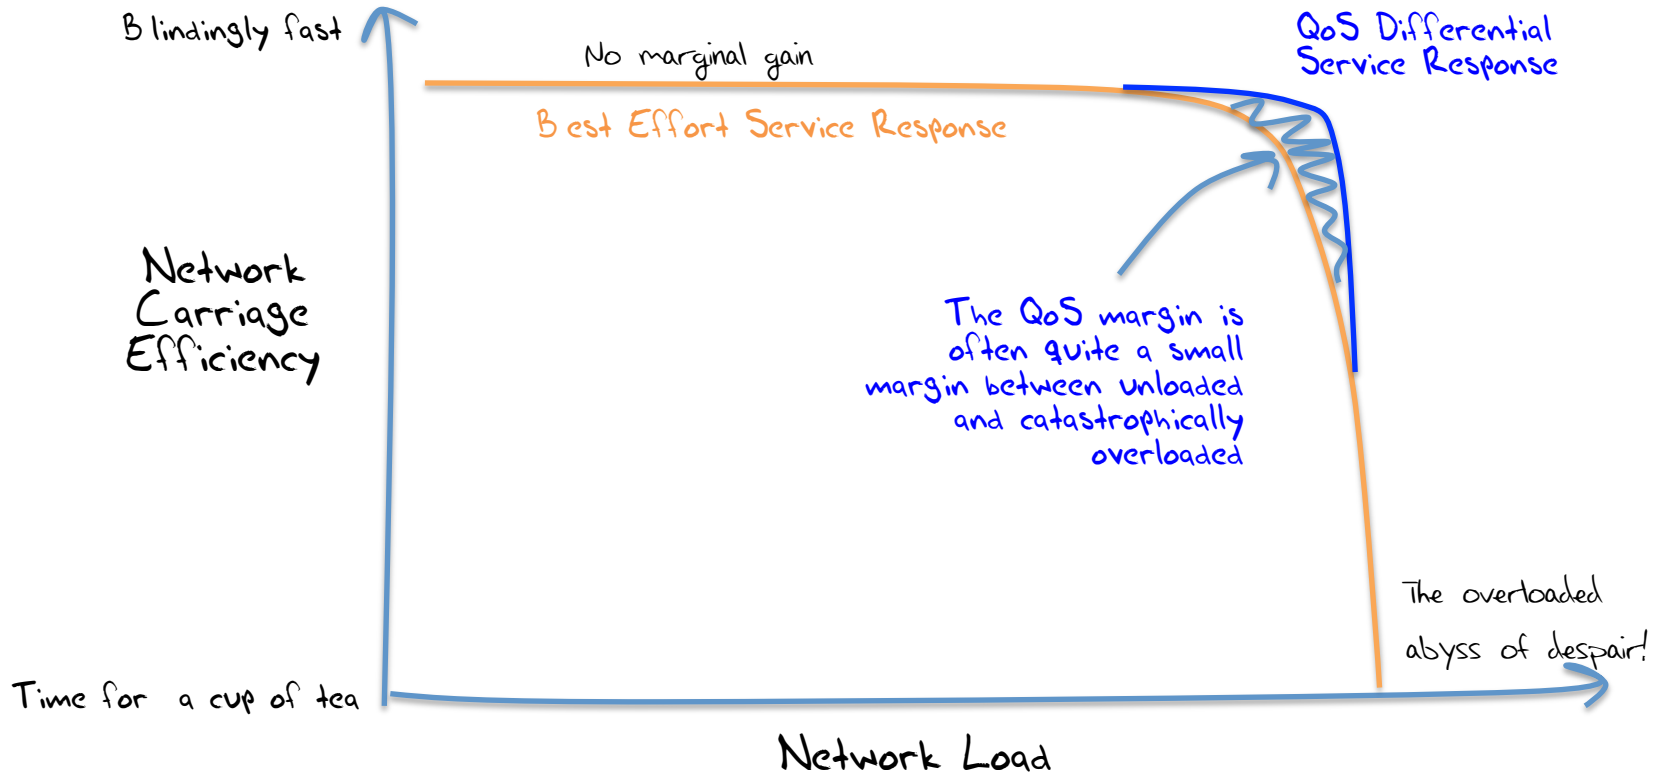 Blindingly fast
No marginal gain
QoS Differential
Service Response
Best Effort Service Response
Network
Carriage
Efficiency
The QoS margin is
often quite a small
margin between unloaded
and catastrophically
overloaded
The overloaded
abyss of despair!
Time for a cup of tea
Network Load